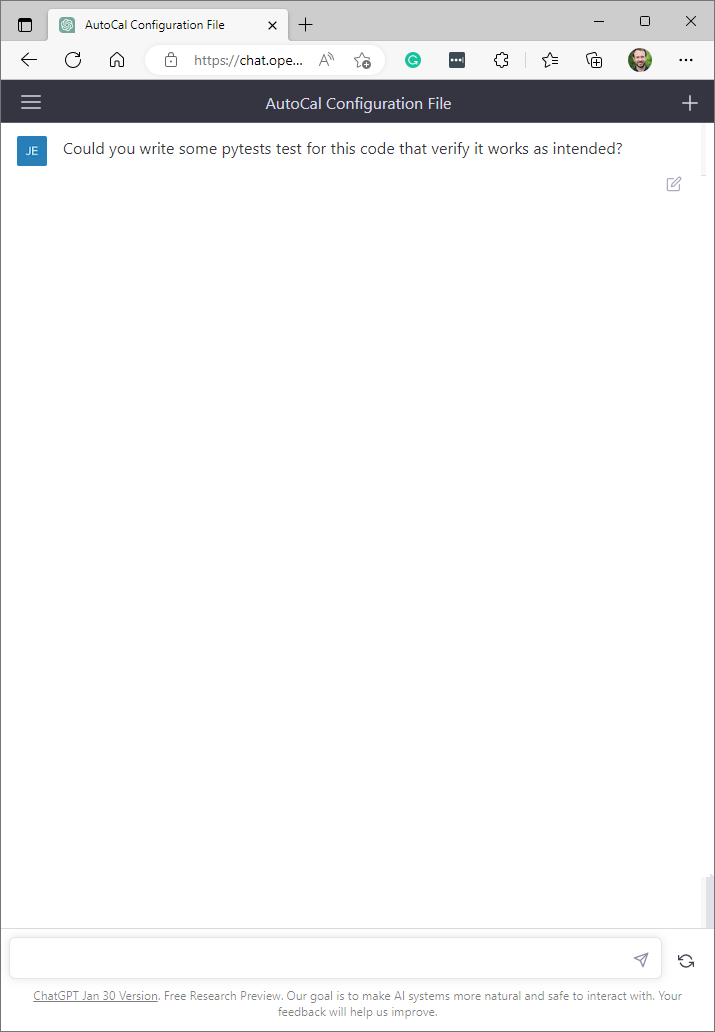 AutoCal Configuration File
https://chat.ope...
AutoCal Configuration File
JE
Could you write some pytests test for this code that verify it works as intended?
ChatGPT Jan 30 Version. Free Research Preview. Our goal is to make AI systems more natural and safe to interact with. Your
feedback will help us improve.